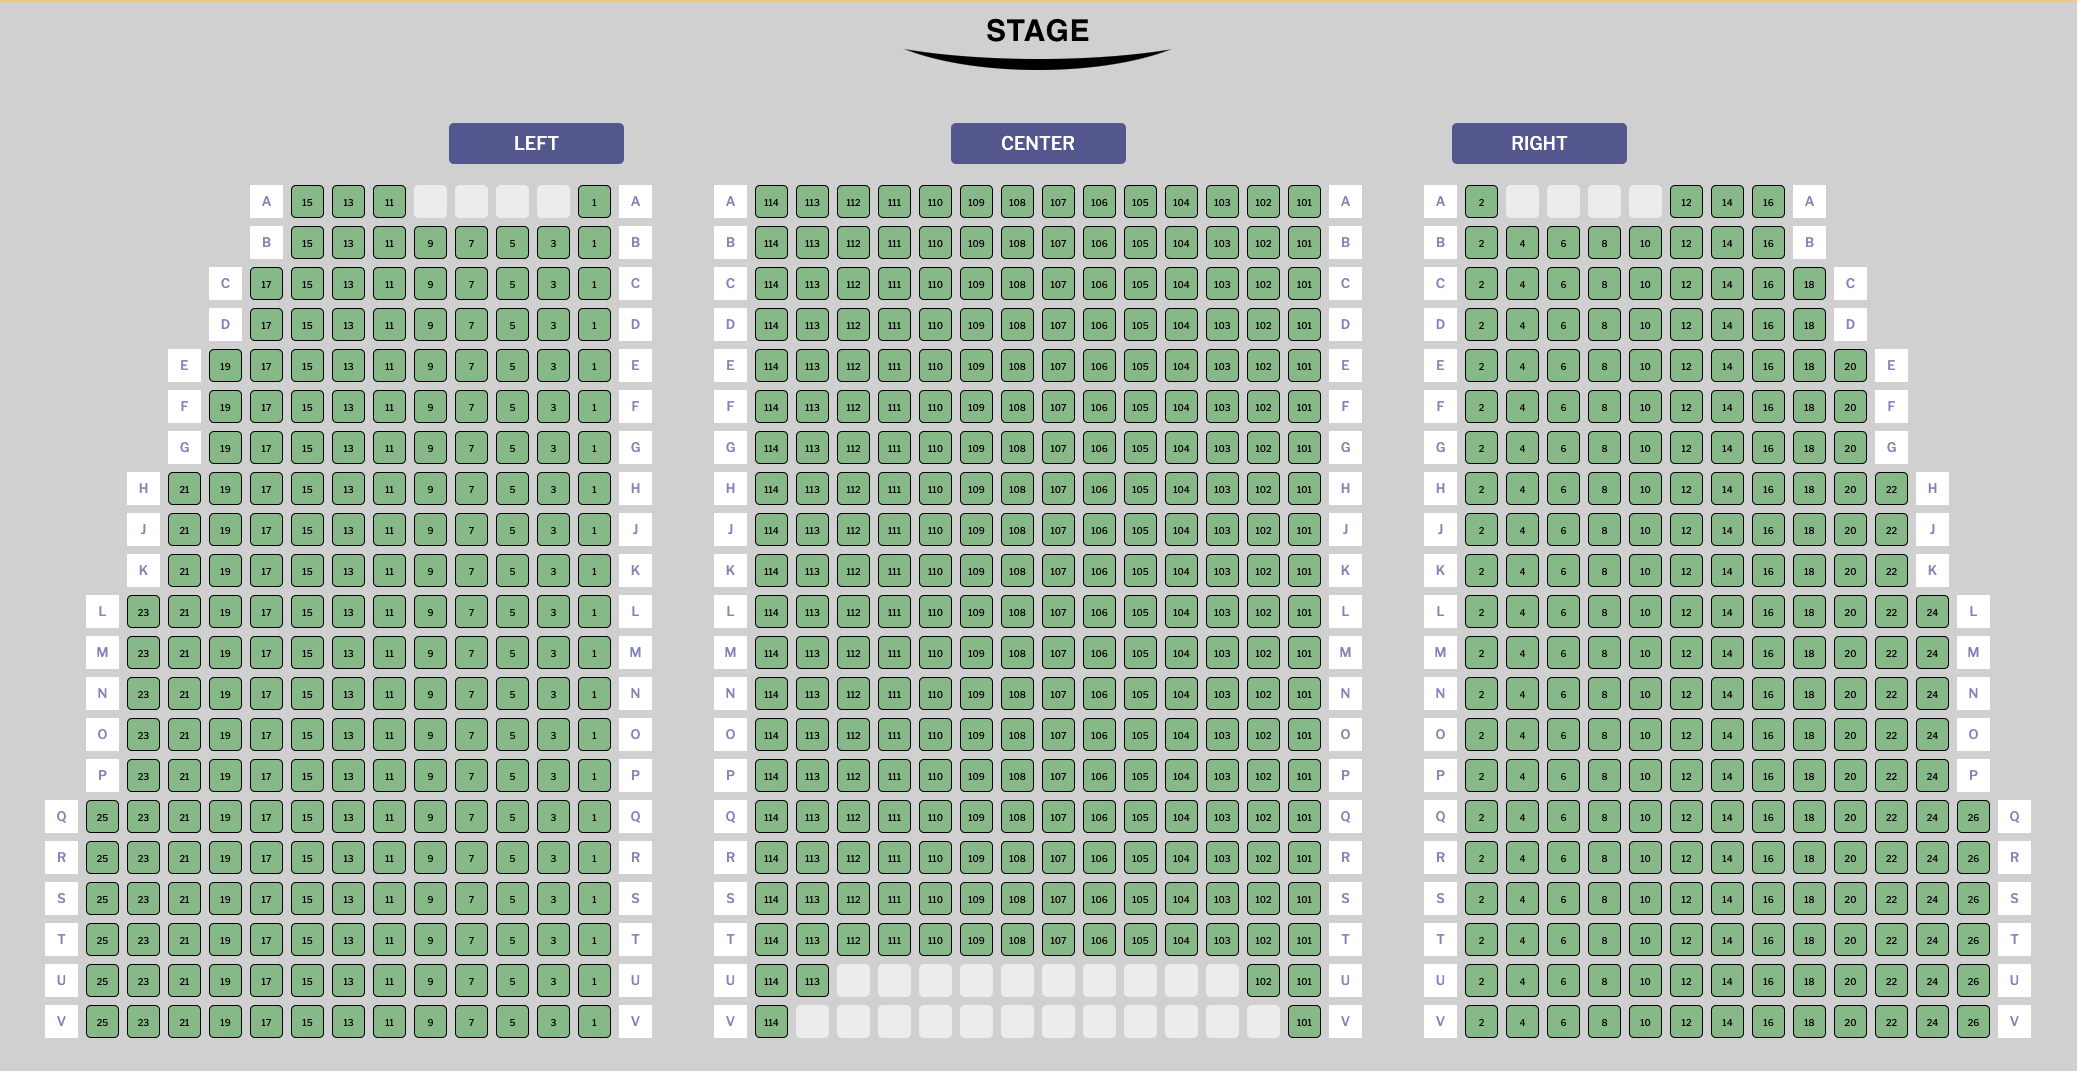 STAGE
LEFT CENTER RIGHT
A 15 13 11 1 A A 114 113 112 111 110 109 108 107 106 105 104 103 102 101 A A 2 12 14 16 A
B 15 13 11 9 7 5 3 1 B B 114 113 112 111 110 109 108 107 106 105 104 103 102 101 B B 2 4 6 8 10 12 14 16 B
C 17 15 13 11 9 7 5 3 1 C C 114 113 112 111 110 109 108 107 106 105 104 103 102 101 C C 2 4 6 8 10 12 14 16 18 C
D 17 15 13 11 9 7 5 3 1 D D 114 113 112 111 110 109 108 107 106 105 104 103 102 101 D D 2 4 6 8 10 12 14 16 18 D
E 19 17 15 13 11 9 7 5 3 1 E E 114 113 112 111 110 109 108 107 106 105 104 103 102 101 E E 2 4 6 8 10 12 14 16 18 20 E
F 19 17 15 13 11 9 7 5 3 1 F F 114 113 112 111 110 109 108 107 106 105 104 103 102 101 F F 2 4 6 8 10 12 14 16 18 20 F
G 19 17 15 13 11 9 7 5 3 1 G G 114 113 112 111 110 109 108 107 106 105 104 103 102 101 G G 2 4 6 8 10 12 14 16 18 20 G
H 21 19 17 15 13 11 9 7 5 3 1 H H 114 113 112 111 110 109 108 107 106 105 104 103 102 101 H H 2 4 6 8 10 12 14 16 18 20 22 H
J 21 19 17 15 13 11 9 7 5 3 1 J J 114 113 112 111 110 109 108 107 106 105 104 103 102 101 J J 2 4 6 8 10 12 14 16 18 20 22 J
K 21 19 17 15 13 11 9 7 5 3 1 K K 114 113 112 111 110 109 108 107 106 105 104 103 102 101 K K 2 4 6 8 10 12 14 16 18 20 22 K
L 23 21 19 17 15 13 11 9 7 5 3 1 L L 114 113 112 111 110 109 108 107 106 105 104 103 102 101 L L 2 4 6 8 10 12 14 16 18 20 22 24 L
M 23 21 19 17 15 13 11 9 7 5 3 1 M M 114 113 112 111 110 109 108 107 106 105 104 103 102 101 M M 2 4 6 8 10 12 14 16 18 20 22 24 M
N 23 21 19 17 15 13 11 9 7 5 3 1 N N 114 113 112 111 110 109 108 107 106 105 104 103 102 101 N N 2 4 6 8 10 12 14 16 18 20 22 24 N
O 23 21 19 17 15 13 11 9 7 5 3 1 O O 114 113 112 111 110 109 108 107 106 105 104 103 102 101 O O 2 4 6 8 10 12 14 16 18 20 22 24 O
P 23 21 19 17 15 13 11 9 7 5 3 1 P P 114 113 112 111 110 109 108 107 106 105 104 103 102 101 P P 2 4 6 8 10 12 14 16 18 20 22 24 P
Q 25 23 21 19 17 15 13 11 9 7 5 3 1 Q Q 114 113 112 111 110 109 108 107 106 105 104 103 102 101 Q Q 2 4 6 8 10 12 14 16 18 20 22 24 26 Q
R 25 23 21 19 17 15 13 11 9 7 5 3 1 R R 114 113 112 111 110 109 108 107 106 105 104 103 102 101 R R 2 4 6 8 10 12 14 16 18 20 22 24 26 R
S 25 23 21 19 17 15 13 11 9 7 5 3 1 S S 114 113 112 111 110 109 108 107 106 105 104 103 102 101 S S 2 4 6 8 10 12 14 16 18 20 22 24 26 S
T 25 23 21 19 17 15 13 11 9 7 5 3 1 T T 114 113 112 111 110 109 108 107 106 105 104 103 102 101 T T 2 4 6 8 10 12 14 16 18 20 22 24 26 T
U 25 23 21 19 17 15 13 11 9 7 5 3 1 U U 114 113 102 101 U U 2 4 6 8 10 12 14 16 18 20 22 24 26 U
V 25 23 21 19 17 15 13 11 9 7 5 3 1 V V 114 101 V V 2 4 6 8 10 12 14 16 18 20 22 24 26 V